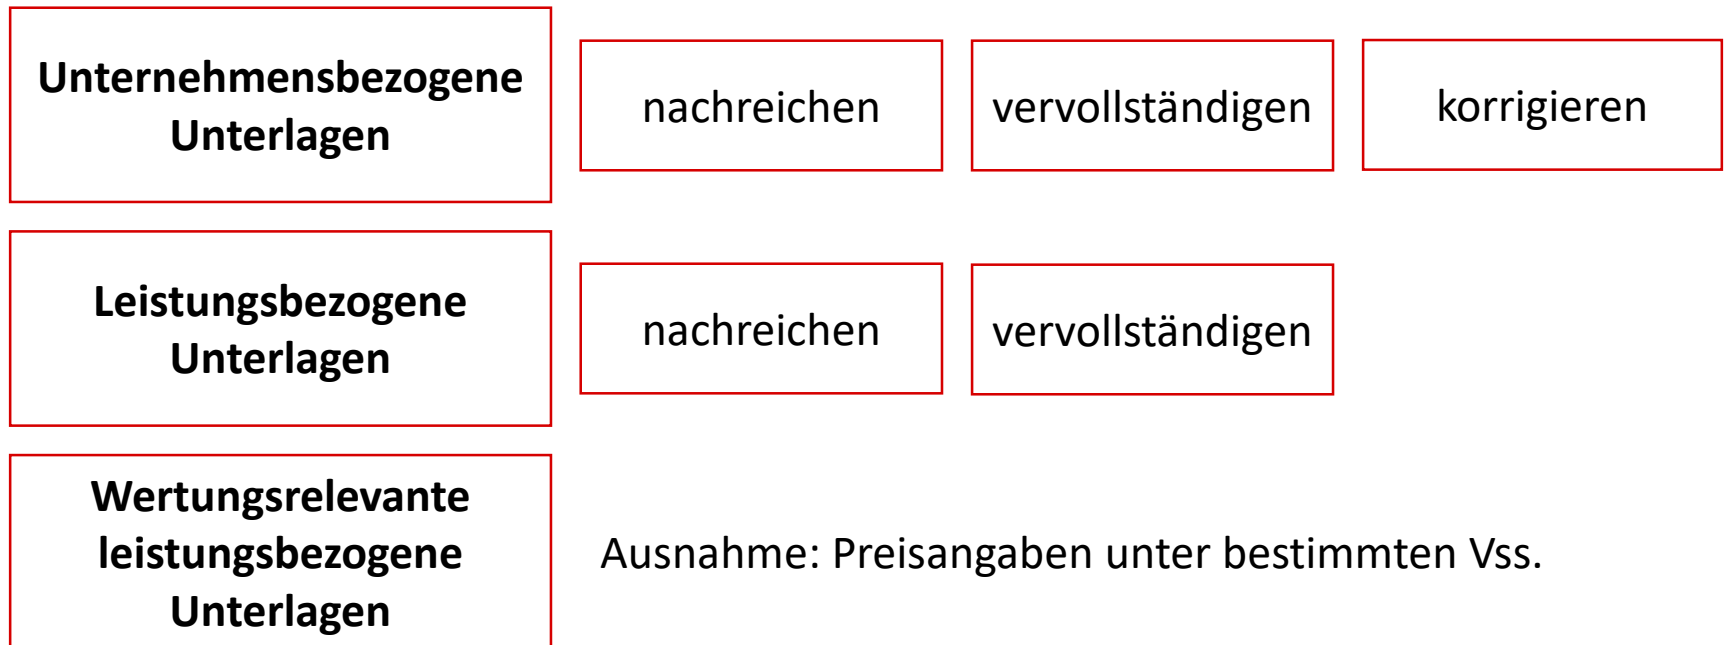 Unternehmensbezogene
Unterlagen
nachreichen
vervollständigen
korrigieren
Leistungsbezogene
Unterlagen
nachreichen
vervollständigen
Wertungsrelevante
leistungsbezogene
Unterlagen
Ausnahme: Preisangaben unter bestimmten Vss.